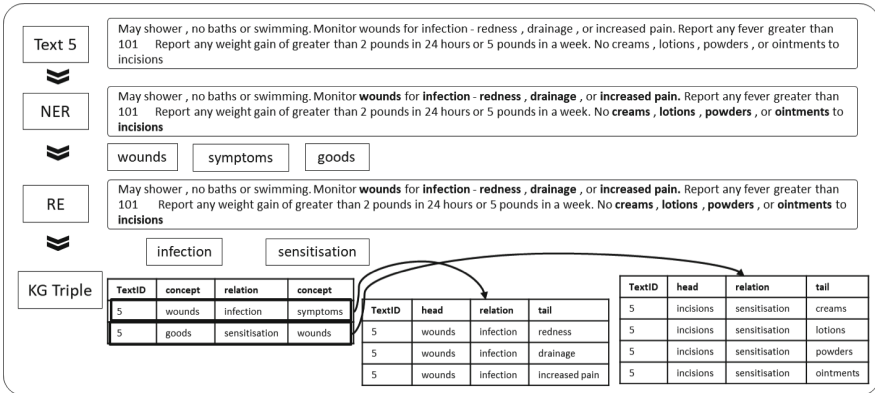 Text 5
May shower , no baths or swimming. Monitor wounds for infection - redness , drainage , or increased pain. Report any fever greater than
101 Report any weight gain of greater than 2 pounds in 24 hours or 5 pounds in a week. No creams , lotions , powders , or ointments to
incisions
NER
May shower , no baths or swimming. Monitor wounds for infection - redness , drainage , or increased pain. Report any fever greater than
101 Report any weight gain of greater than 2 pounds in 24 hours or 5 pounds in a week. No creams , lotions , powders , or ointments to
incisions
wounds symptoms goods
RE
May shower , no baths or swimming. Monitor wounds for infection - redness , drainage , or increased pain. Report any fever greater than
101 Report any weight gain of greater than 2 pounds in 24 hours or 5 pounds in a week. No creams , lotions , powders , or ointments to
incisions
infection sensitisation
KG Triple
TextID concept relation concept
5 wounds infection symptoms
5 goods sensitisation wounds
TextID head relation tail
5 wounds infection redness
5 wounds infection drainage
5 wounds infection increased pain
TextID head relation tail
5 incisions sensitisation creams
5 incisions sensitisation lotions
5 incisions sensitisation powders
5 incisions sensitisation ointments